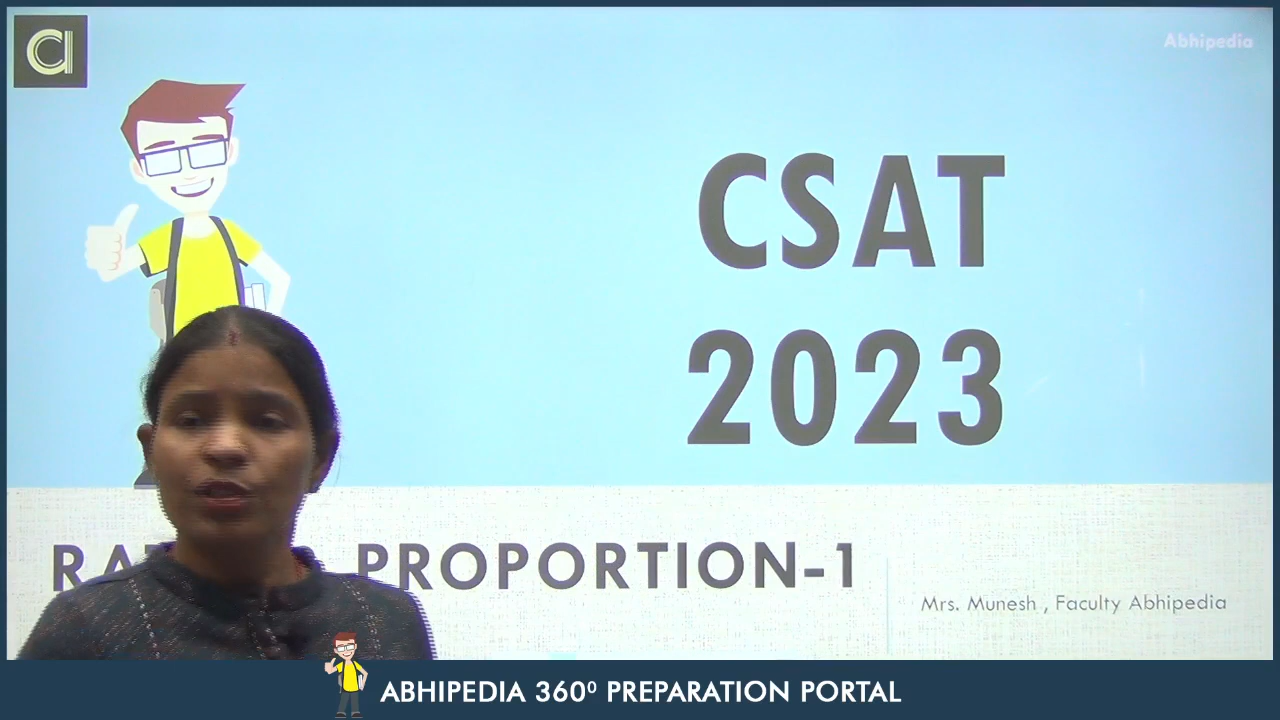 Abhipedia
CSAT
2023
PROPORTION-1
Mrs. Munesh , Faculty Abhipedia
ABHIPEDIA 360⁰ PREPARATION PORTAL